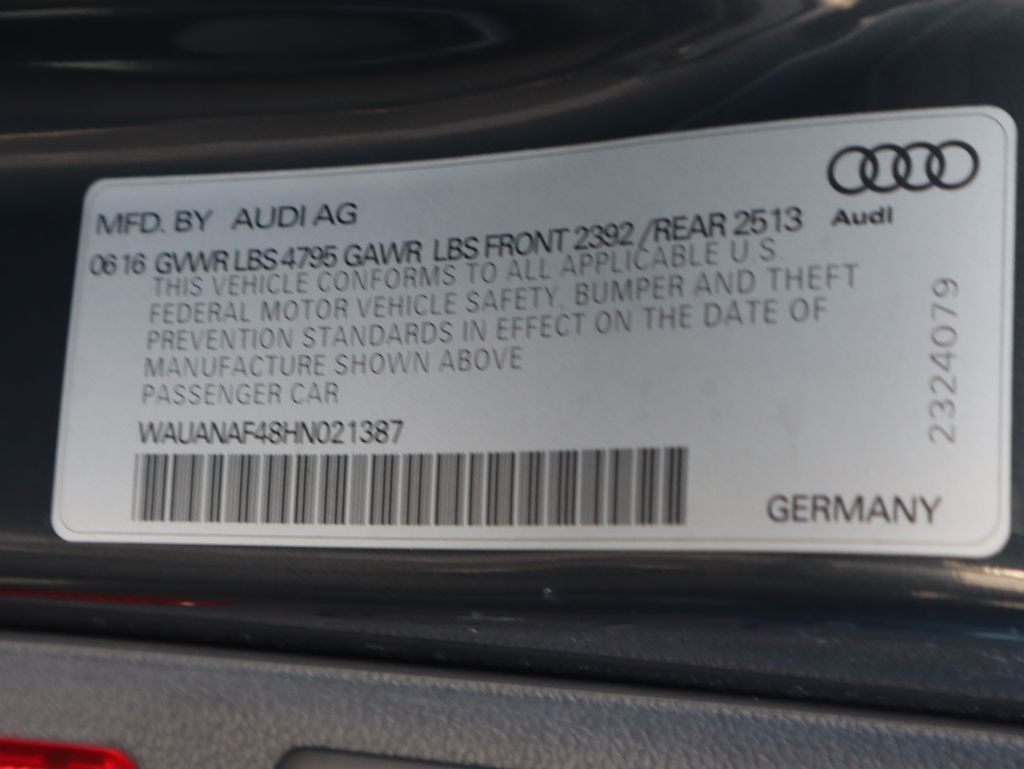 MFD. BY AUDI AG
Audi
06 16 GVWR LBS 4795 GAWR LBS FRONT 2392 /REAR 2513
THIS VEHICLE CONFORMS TO ALL APPLICABLE U.S.
FEDERAL MOTOR VEHICLE SAFETY, BUMPER AND THEFT
PREVENTION STANDARDS IN EFFECT ON THE DATE OF
MANUFACTURE SHOWN ABOVE
PASSENGER CAR
WAUANAF48HN021387
2324079
GERMANY